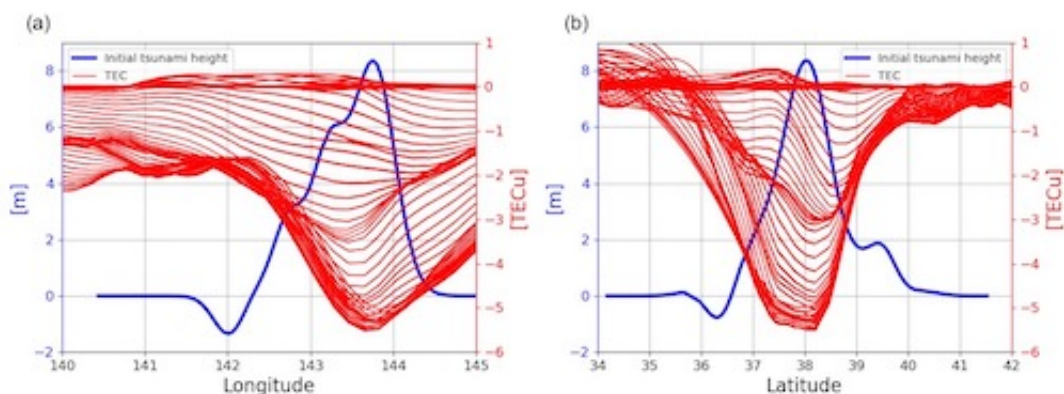 (a)
Initial tsunami height
TEC
8
6
4
2
0
−2
[m]
1
0
−1
−2
−3
−4
−5
−6
[TECu]
140 141 142 143 144 145
Longitude
(b)
Initial tsunami height
TEC
8
6
4
2
0
−2
[m]
1
0
−1
−2
−3
−4
−5
−6
[TECu]
34 35 36 37 38 39 40 41 42
Latitude